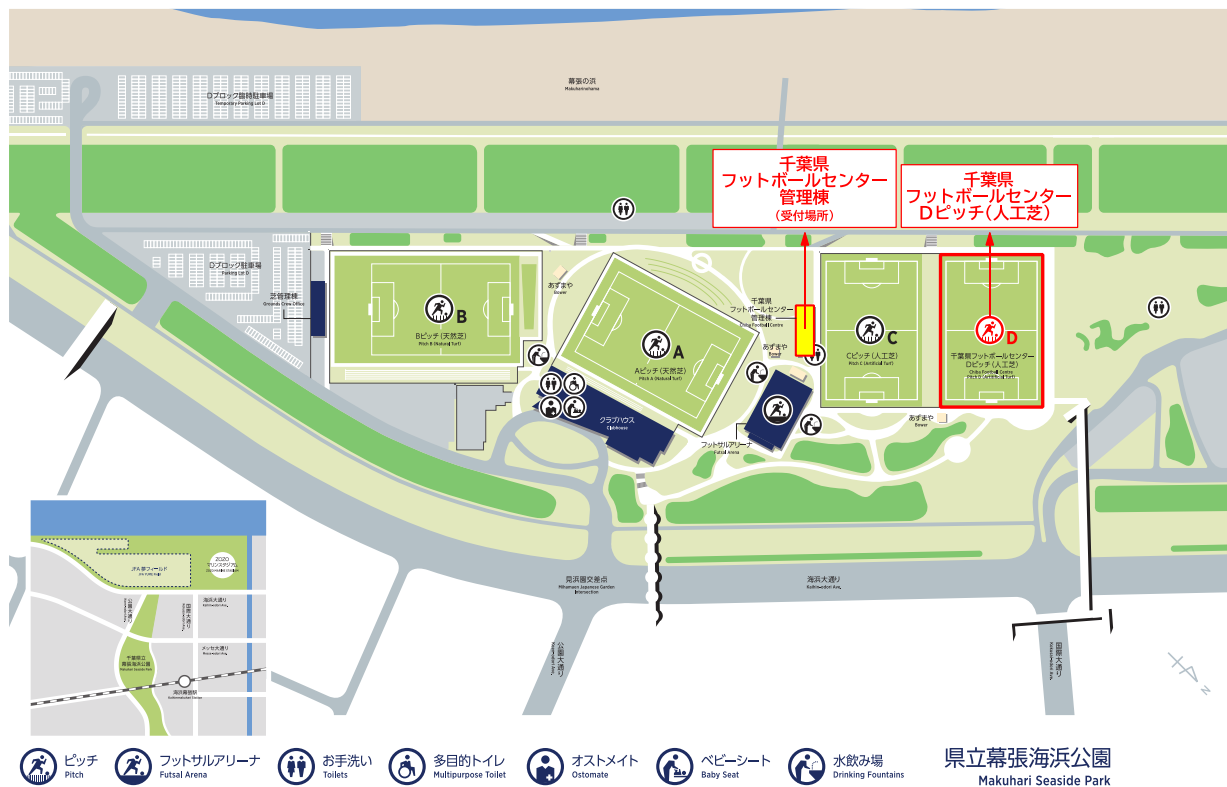 幕張の浜
Makuharinohama
Dブロック臨時駐車場
Temporary Parking Lot D
千葉県
フットボールセンター
管理棟
(受付場所)
千葉県
フットボールセンター
Dピッチ(人工芝)
Dブロック駐車場
Parking Lot D
芝管理棟
Grounds Crew Office
B
Bピッチ(天然芝)
Pitch B (Natural Turf)
あずまや
Bower
A
Aピッチ(天然芝)
Pitch A (Natural Turf)
千葉県
フットボールセンター
管理棟
Chiba Football Centre
あずまや
Bower
C
Cピッチ(人工芝)
Pitch C (Artificial Turf)
D
千葉県フットボールセンター
Dピッチ(人工芝)
Chiba Football Centre
Pitch D (Artificial Turf)
クラブハウス
Clubhouse
フットサルアリーナ
Futsal Arena
あずまや
Bower
見浜園交差点
Mihamaen Japanese Garden
Intersection
海浜大通り
Kaihin-odori Ave.
公園大通り
国際大通り
JFA 夢フィールド
JFA YUME Field
2020
マリンスタジアム
公園大通り
国際大通り
海浜大通り
Kaihin-odori Ave.
メッセ大通り
千葉県立
幕張海浜公園
Makuhari Seaside Park
海浜幕張駅
Kaihimmakuhari Station
ピッチ
Pitch
フットサルアリーナ
Futsal Arena
お手洗い
Toilets
多目的トイレ
Multipurpose Toilet
オストメイト
Ostomate
ベビーシート
Baby Seat
水飲み場
Drinking Fountains
県立幕張海浜公園
Makuhari Seaside Park
N